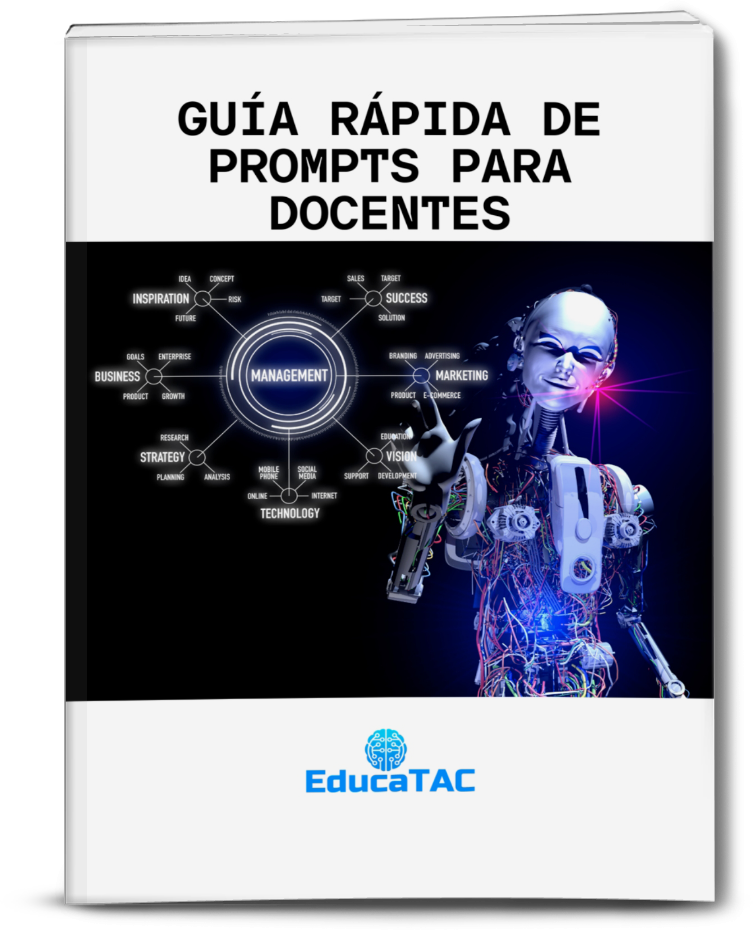 GUÍA RÁPIDA DE
PROMPTS PARA
DOCENTES
IDEA CONCEPT
INSPIRATION RISK
FUTURE
SALES TARGET
TARGET SUCCESS
SOLUTION
GOALS ENTERPRISE
BUSINESS
PRODUCT GROWTH
MANAGEMENT
BRANDING ADVERTISING
MARKETING
PRODUCT E-COMMERCE
RESEARCH
STRATEGY
PLANNING ANALYSIS
EDUCATION
VISION
SUPPORT DEVELOPMENT
MOBILE PHONE
SOCIAL MEDIA
ONLINE INTERNET
TECHNOLOGY
EducaTAC